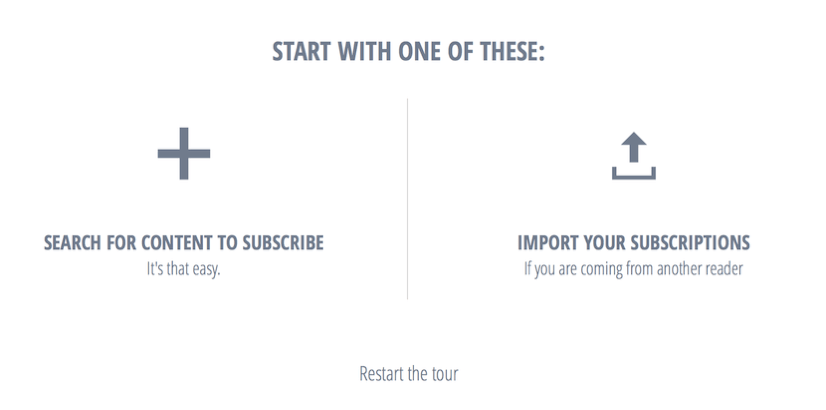 START WITH ONE OF THESE:
SEARCH FOR CONTENT TO SUBSCRIBE
It's that easy.
IMPORT YOUR SUBSCRIPTIONS
If you are coming from another reader
Restart the tour